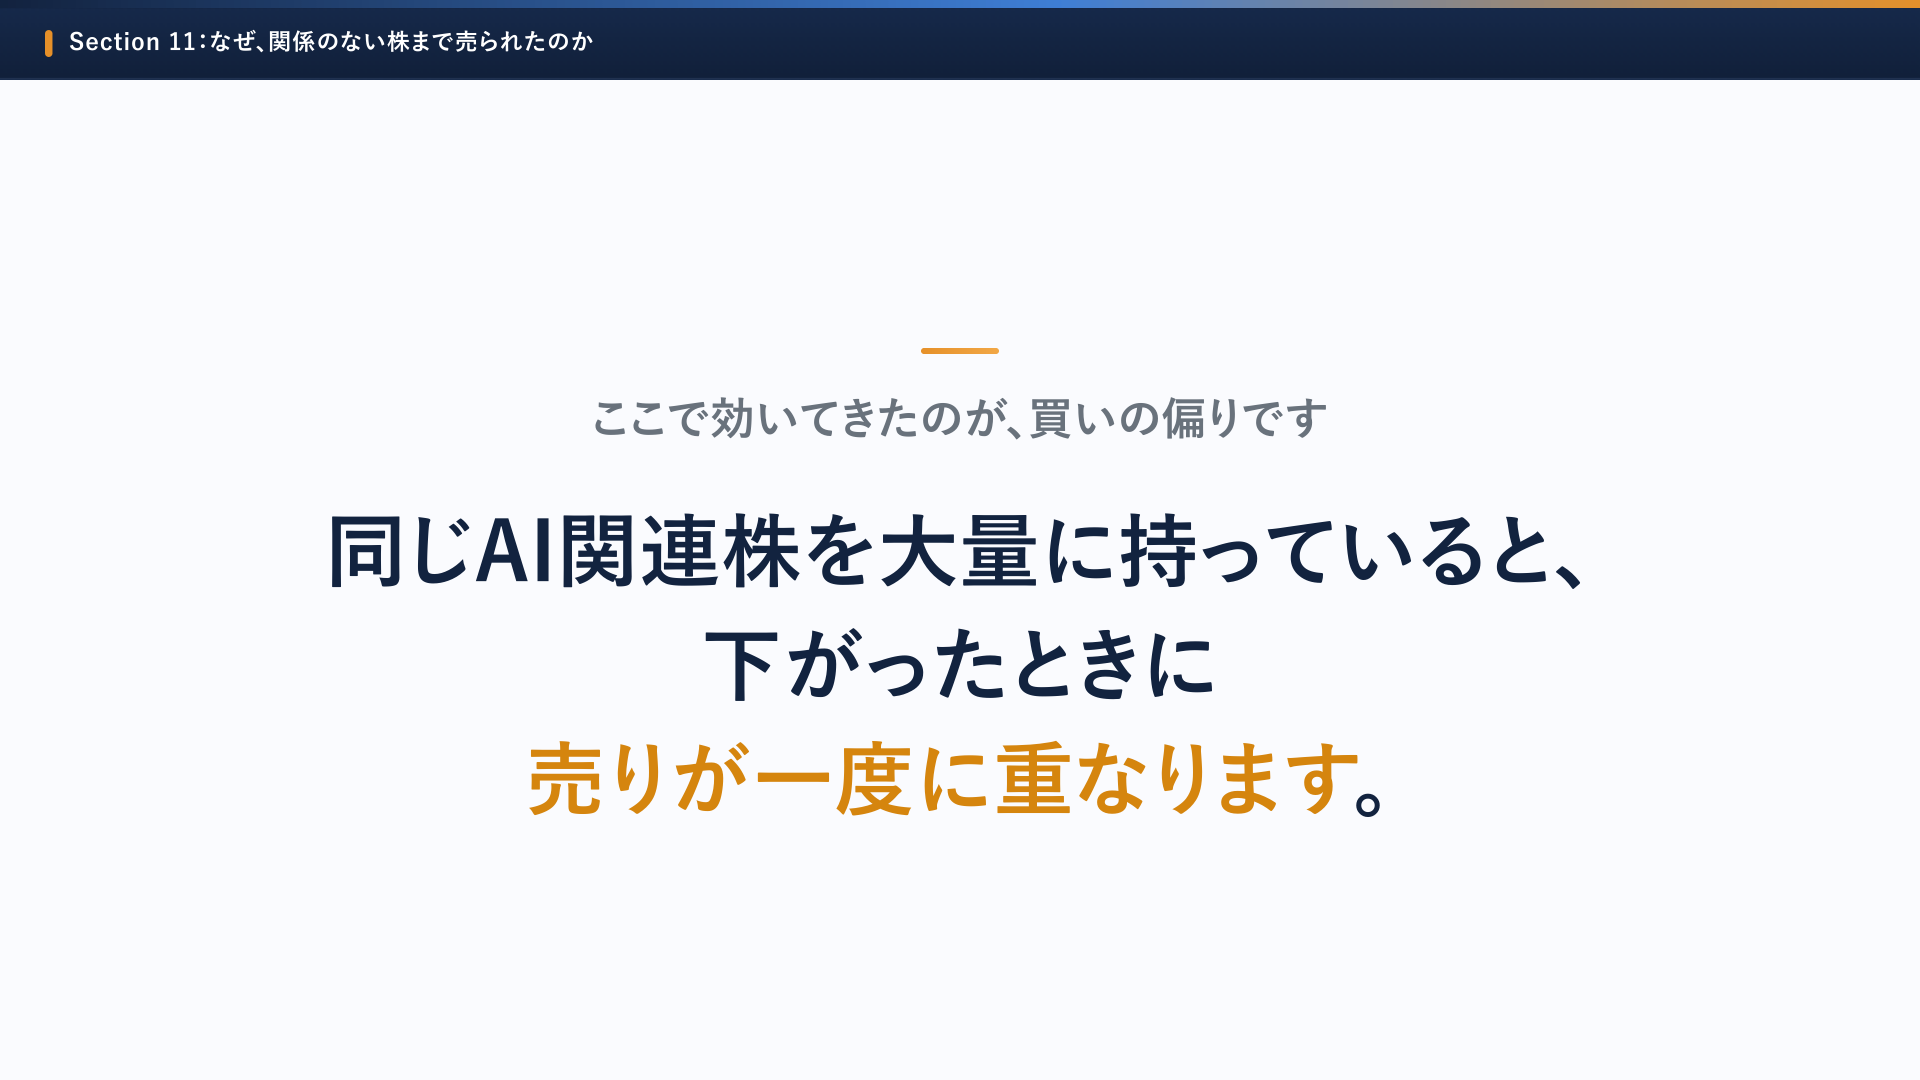 Section 11：なぜ、関係のない株まで売られたのか
ここで効いてきたのが、買いの偏りです
同じAI関連株を大量に持っていると、
下がったときに
売りが一度に重なります。